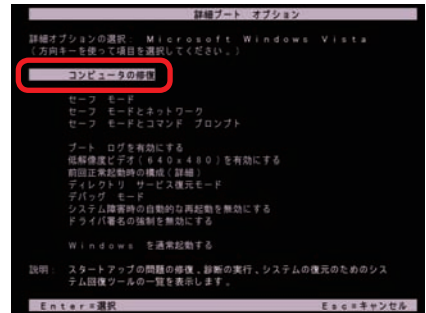 詳細ブート オプション
詳細オプションの選択: Microsoft Windows Vista
(方向キーを使って項目を選択してください。)
コンピュータの修復
セーフ モード
セーフ モードとネットワーク
セーフ モードとコマンド プロンプト
ブート ログを有効にする
低解像度ビデオ(640x480)を有効にする
前回正常起動時の構成(詳細)
ディレクトリ サービス復元モード
デバッグ モード
システム障害時の自動的な再起動を無効にする
ドライバ署名の強制を無効にする
Windows を通常起動する
説明: スタートアップの問題の修復、診断の実行、システムの復元のためのシス
テム回復ツールの一覧を表示します。
Enter=選択 Esc=キャンセル